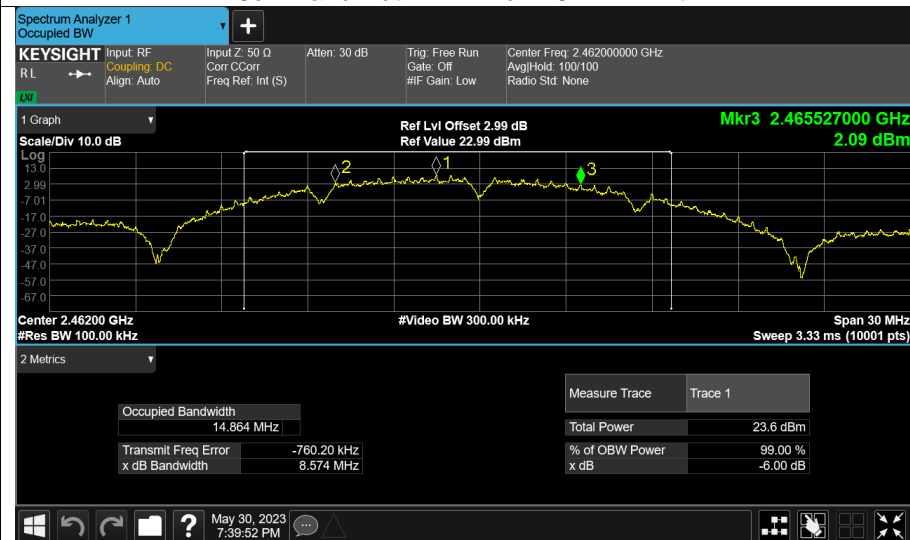 Spectrum Analyzer 1
Occupied BW
KEYSIGHT
RL
LXI
Input: RF
Coupling: DC
Align: Auto
Input Z: 50 Ω
Corr CCorr
Freq Ref: Int (S)
Atten: 30 dB
Trig: Free Run
Gate: Off
#IF Gain: Low
Center Freq: 2.462000000 GHz
Avg|Hold: 100/100
Radio Std: None
1 Graph
Scale/Div 10.0 dB
Ref Lvl Offset 2.99 dB
Ref Value 22.99 dBm
Mkr3 2.465527000 GHz
2.09 dBm
Log
13.0
2.99
-7.01
-17.0
-27.0
-37.0
-47.0
-57.0
-67.0
2
1
3
Center 2.46200 GHz
#Res BW 100.00 kHz
#Video BW 300.00 kHz
Span 30 MHz
Sweep 3.33 ms (10001 pts)
2 Metrics
Occupied Bandwidth
14.864 MHz
Transmit Freq Error -760.20 kHz
x dB Bandwidth 8.574 MHz
Measure Trace Trace 1
Total Power 23.6 dBm
% of OBW Power 99.00 %
x dB -6.00 dB
?
May 30, 2023
7:39:52 PM